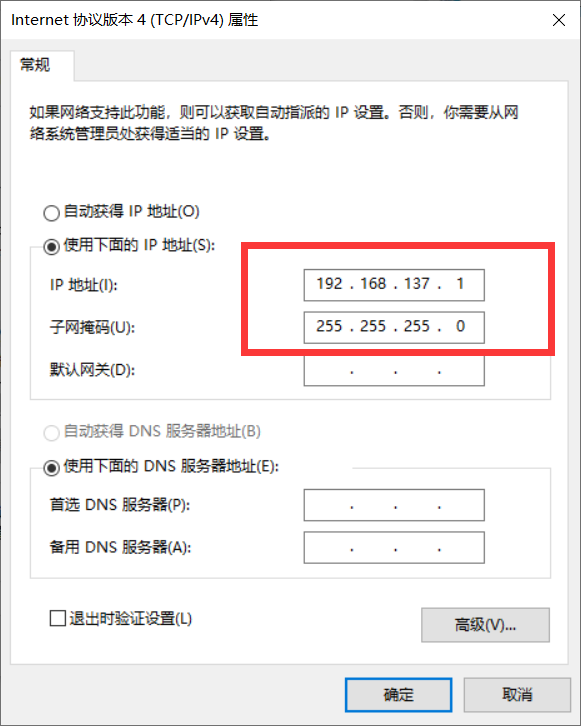 Internet 协议版本 4 (TCP/IPv4) 属性
常规
如果网络支持此功能，则可以获取自动指派的 IP 设置。否则，你需要从网
络系统管理员处获得适当的 IP 设置。
自动获得 IP 地址(O)
使用下面的 IP 地址(S):
IP 地址(I): 192 . 168 . 137 . 1
子网掩码(U): 255 . 255 . 255 . 0
默认网关(D): . . .
自动获得 DNS 服务器地址(B)
使用下面的 DNS 服务器地址(E):
首选 DNS 服务器(P): . . .
备用 DNS 服务器(A): . . .
退出时验证设置(L)
高级(V)...
确定 取消